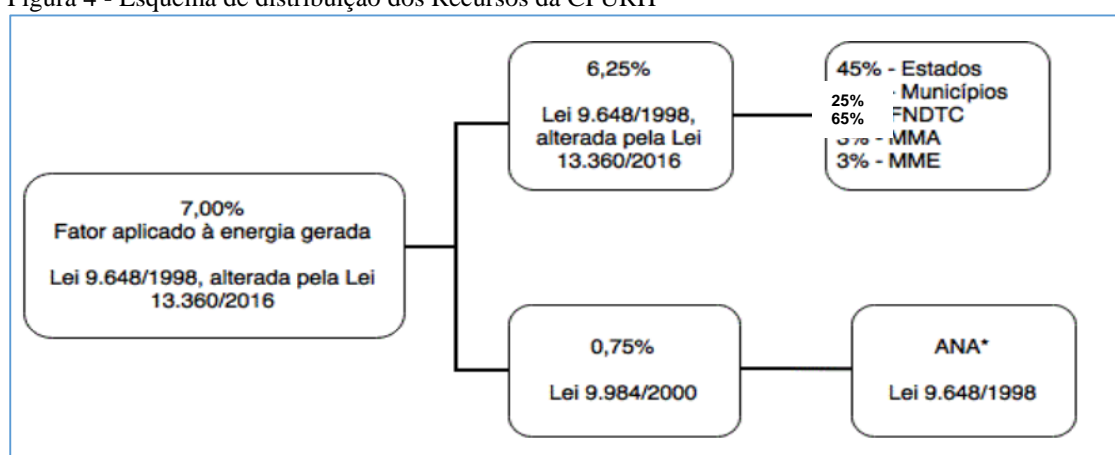 Figura 4 - Esquema de distribuição dos Recursos da CFURH
7,00%
Fator aplicado à energia gerada
Lei 9.648/1998, alterada pela Lei
13.360/2016
6,25%
Lei 9.648/1998,
alterada pela Lei
13.360/2016
45% - Estados
25% - Municípios
65% FNDTC
3% - MMA
3% - MME
0,75%
Lei 9.984/2000
ANA*
Lei 9.648/1998